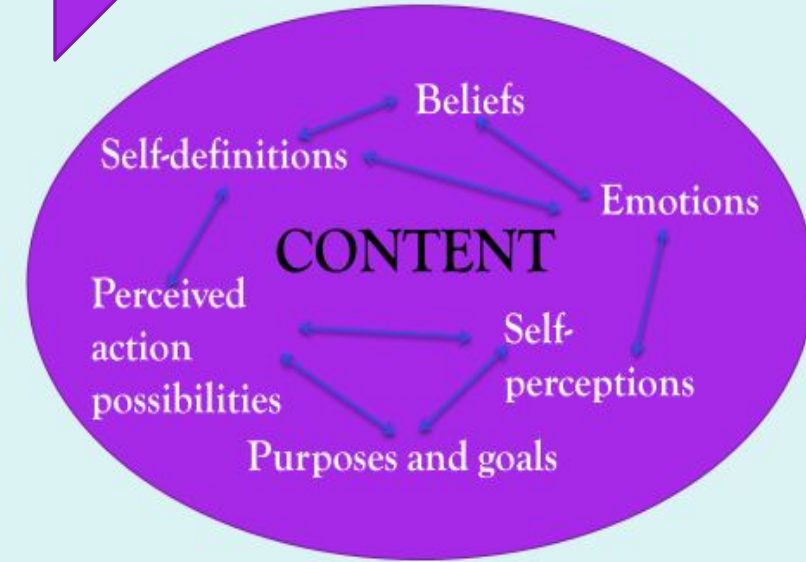 Beliefs
Self-definitions
Emotions
CONTENT
Perceived
action
possibilities
Self-
perceptions
Purposes and goals